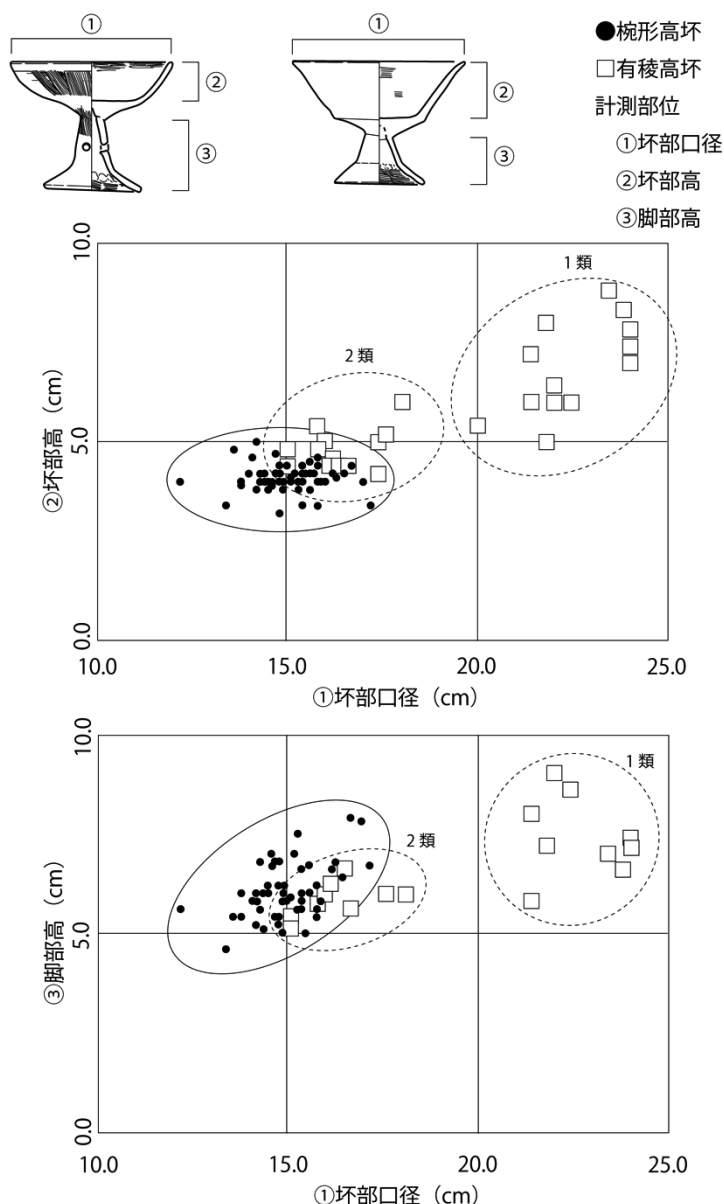 ①
②
③
①
②
③
●椀形高坏
□有稜高坏
計測部位
①坏部口径
②坏部高
③脚部高
10.0
1 類
2 類
5.0
②坏部高（cm）
0.0
10.0
15.0
20.0
25.0
①坏部口径（cm）
10.0
1 類
2 類
5.0
③脚部高（cm）
0.0
10.0
15.0
20.0
25.0
①坏部口径（cm）